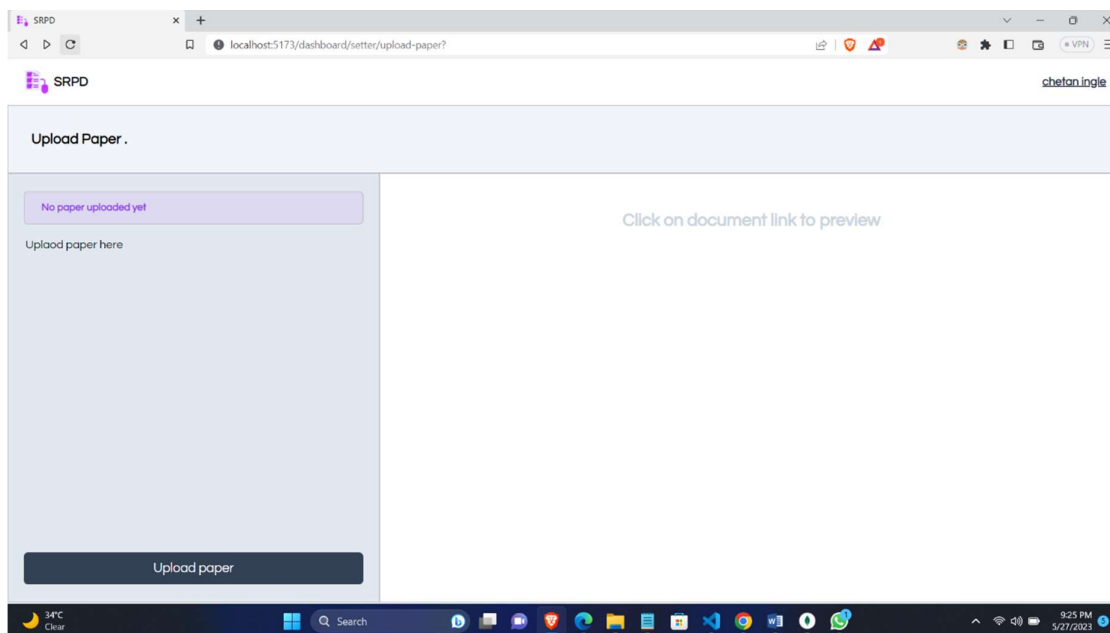 SRPD
localhost:5173/dashboard/setter/upload-paper?
VPN
SRPD
chetan ingle
Upload Paper .
No paper uploaded yet
Uplaod paper here
Click on document link to preview
Upload paper
34°C
Clear
Search
9:25 PM
5/27/2023